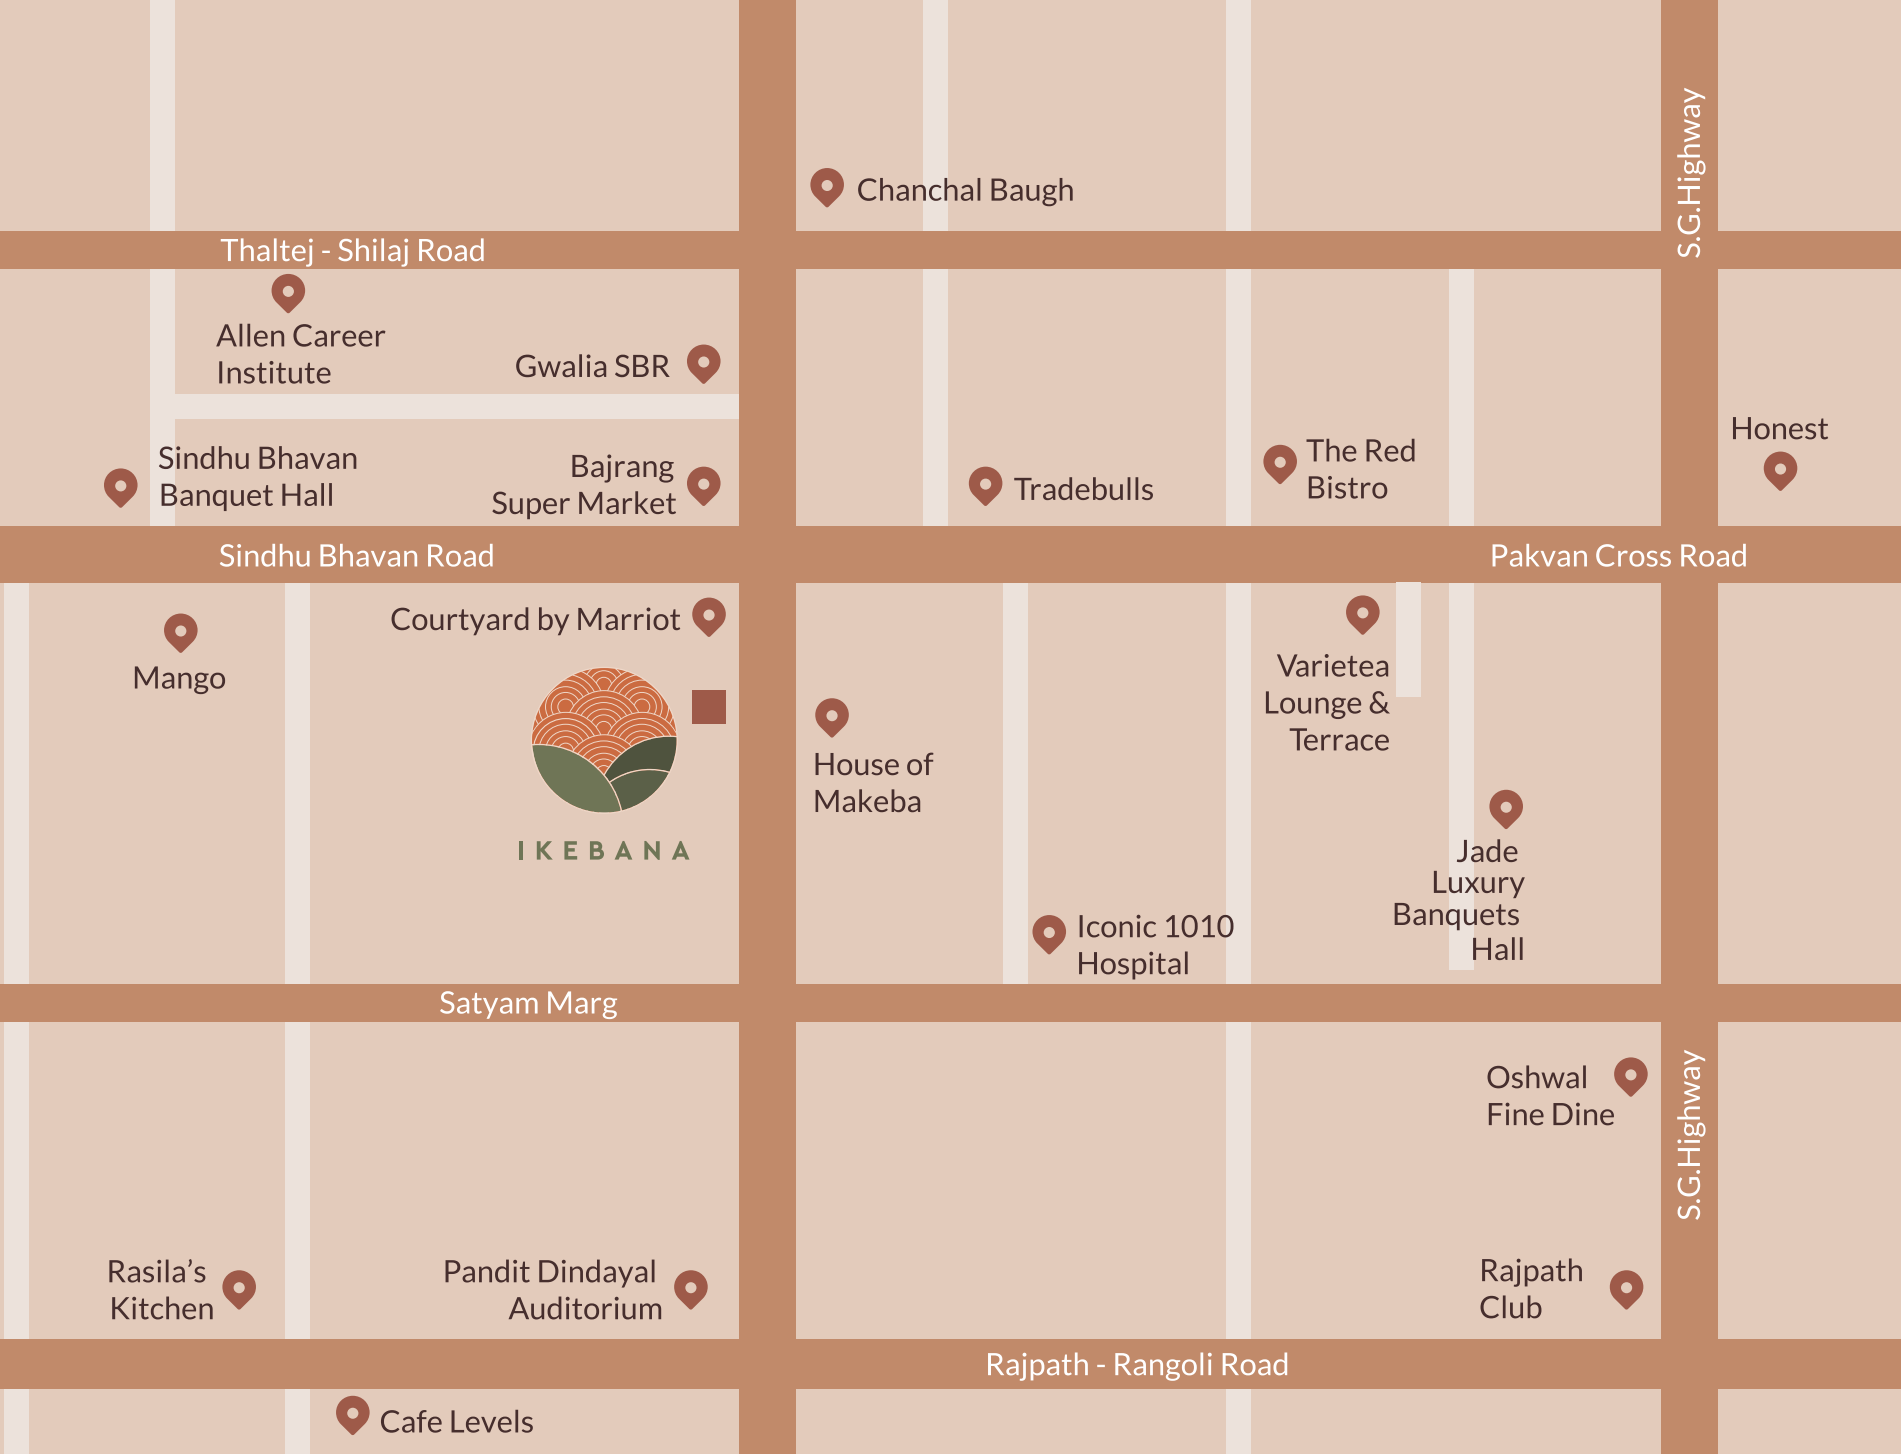 S.G.Highway
Chanchal Baugh
Thaltej - Shilaj Road
Allen Career
Institute
Gwalia SBR
Honest
Sindhu Bhavan
Banquet Hall
Bajrang
Super Market
Tradebulls
The Red
Bistro
Sindhu Bhavan Road
Pakvan Cross Road
Courtyard by Marriot
Mango
Varietea
Lounge &
Terrace
House of
Makeba
IKEBANA
Jade
Luxury
Banquets
Hall
Iconic 1010
Hospital
Satyam Marg
Oshwal
Fine Dine
S.G.Highway
Rasila’s
Kitchen
Pandit Dindayal
Auditorium
Rajpath
Club
Rajpath - Rangoli Road
Cafe Levels